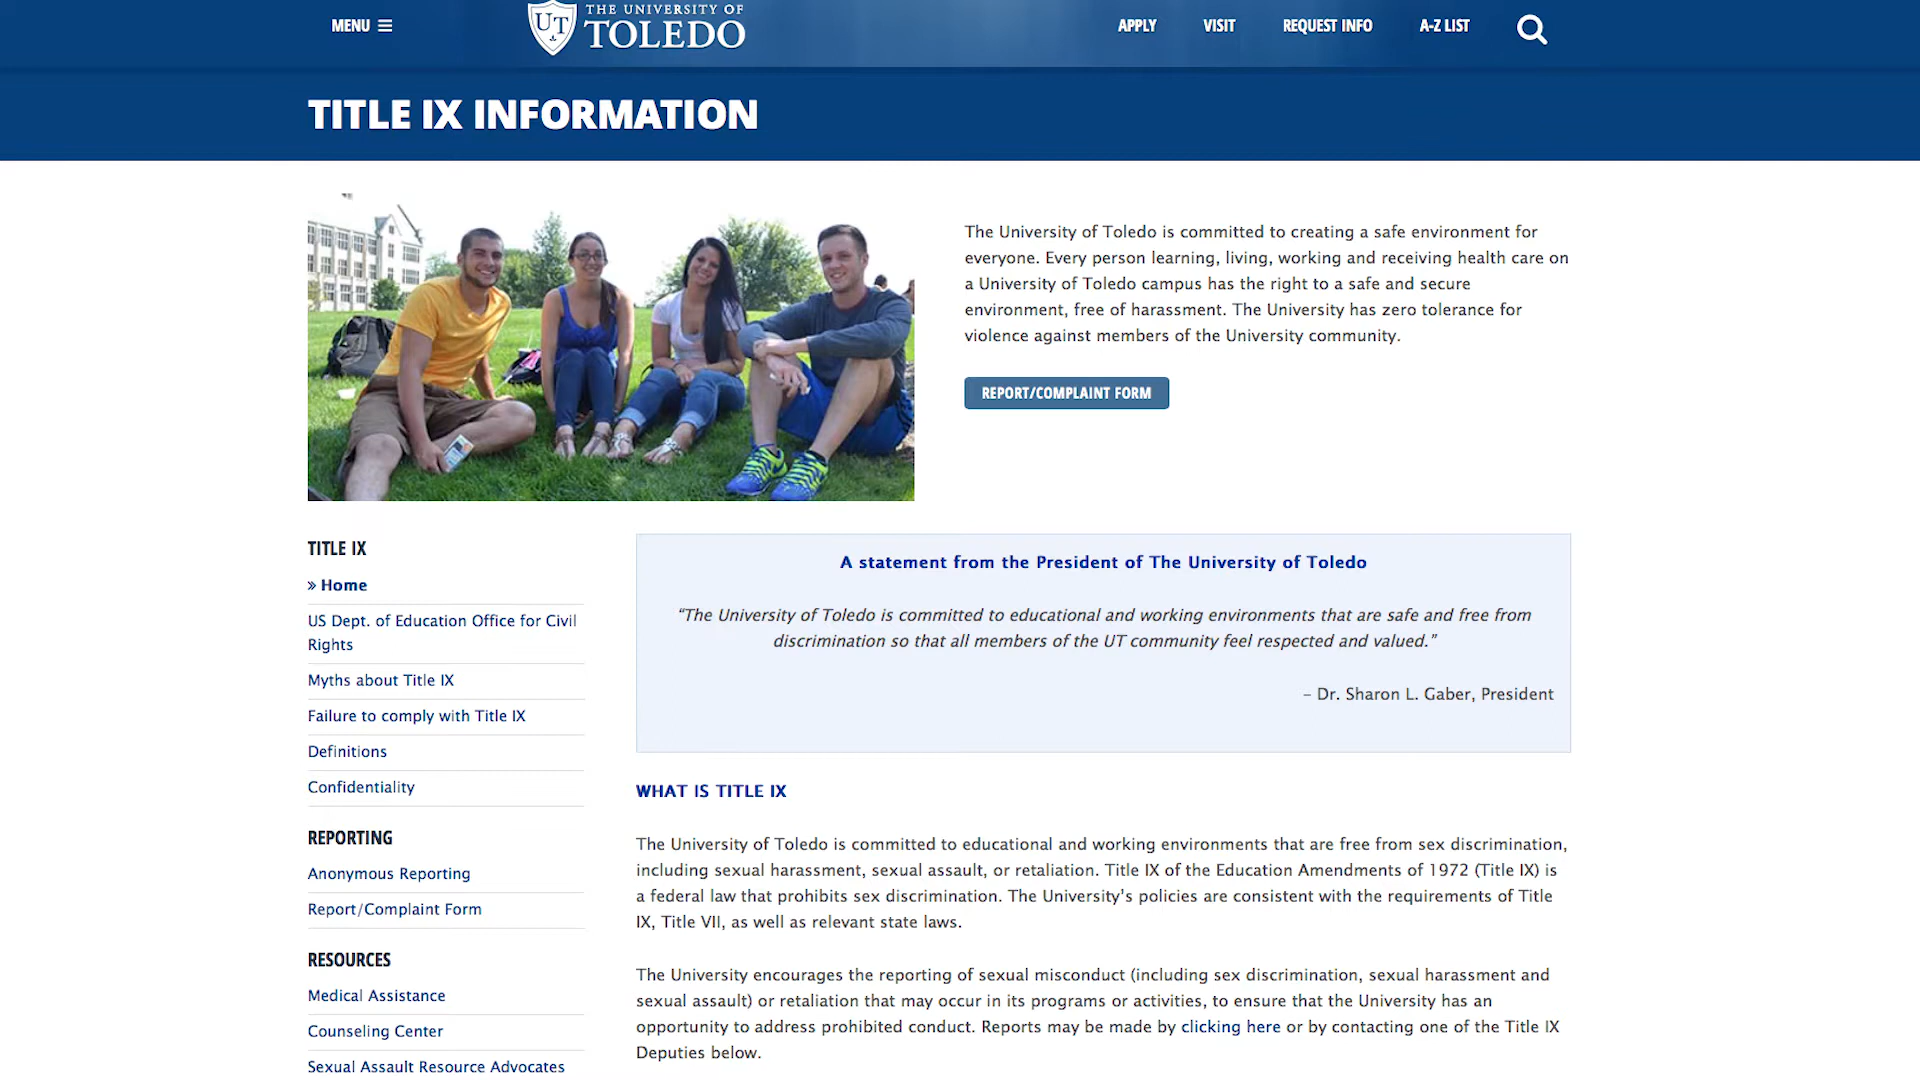 MENU
UT
THE UNIVERSITY OF
TOLEDO
APPLY
VISIT
REQUEST INFO
A-Z LIST
TITLE IX INFORMATION
The University of Toledo is committed to creating a safe environment for
everyone. Every person learning, living, working and receiving health care on
a University of Toledo campus has the right to a safe and secure
environment, free of harassment. The University has zero tolerance for
violence against members of the University community.
REPORT/COMPLAINT FORM
TITLE IX
» Home
US Dept. of Education Office for Civil
Rights
Myths about Title IX
Failure to comply with Title IX
Definitions
Confidentiality
REPORTING
Anonymous Reporting
Report/Complaint Form
RESOURCES
Medical Assistance
Counseling Center
Sexual Assault Resource Advocates
A statement from the President of The University of Toledo
“The University of Toledo is committed to educational and working environments that are safe and free from
discrimination so that all members of the UT community feel respected and valued.”
– Dr. Sharon L. Gaber, President
WHAT IS TITLE IX
The University of Toledo is committed to educational and working environments that are free from sex discrimination,
including sexual harassment, sexual assault, or retaliation. Title IX of the Education Amendments of 1972 (Title IX) is
a federal law that prohibits sex discrimination. The University’s policies are consistent with the requirements of Title
IX, Title VII, as well as relevant state laws.
The University encourages the reporting of sexual misconduct (including sex discrimination, sexual harassment and
sexual assault) or retaliation that may occur in its programs or activities, to ensure that the University has an
opportunity to address prohibited conduct. Reports may be made by clicking here or by contacting one of the Title IX
Deputies below.